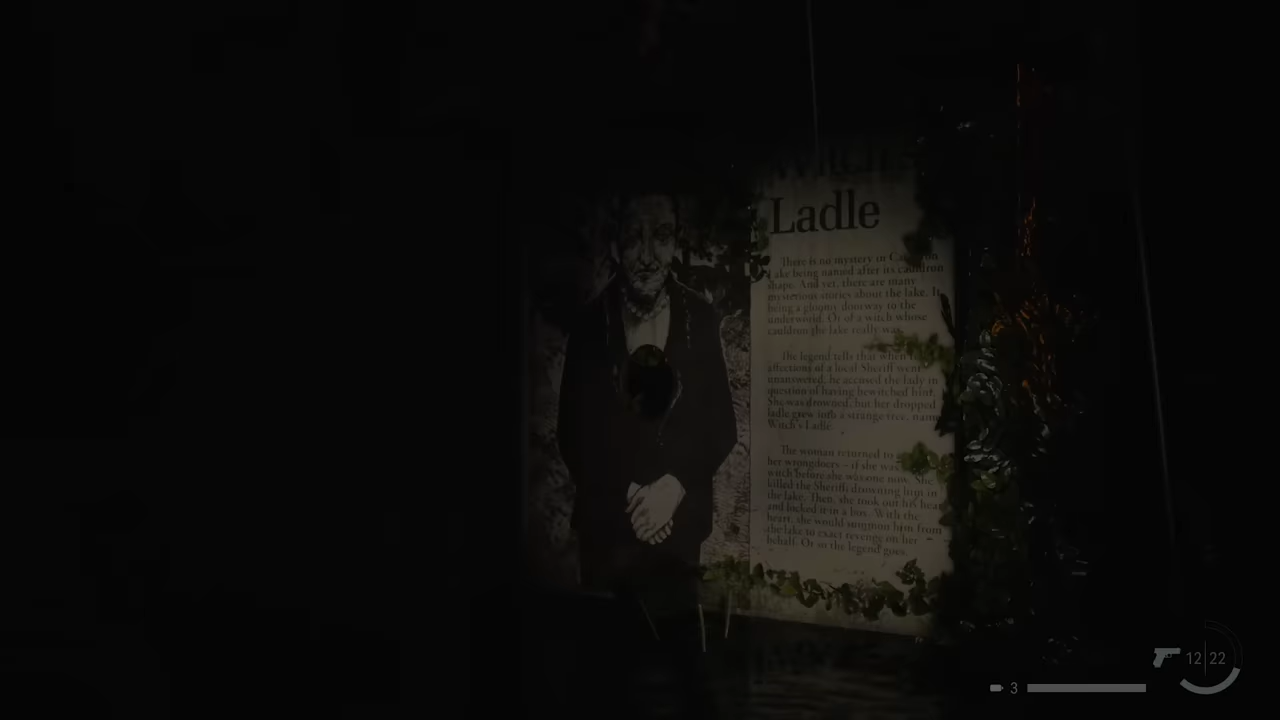 Witch's
Ladle
There is no mystery in
Lake being named after its cauldron
shape. And yet, there are many
mysterious stories about the lake. It
being a gloomy doorway to the
underworld. Or of a witch whose
cauldron the lake really was.
The legend tells that when
affections of a local Sheriff went
unanswered, he accused the lady in
question of having bewitched him.
She was drowned, but her dropped
ladle grew into a strange tree,
Witch's Ladle.
The woman returned to
her wrongdoers – if she was
witch before she was one now. She
killed the Sheriff, drowning him in
the lake. Then, she took out his
and locked it in a box. With the
heart, she would summon him from
the lake to exact revenge on her
behalf. Or so the legend goes.
12 22
3